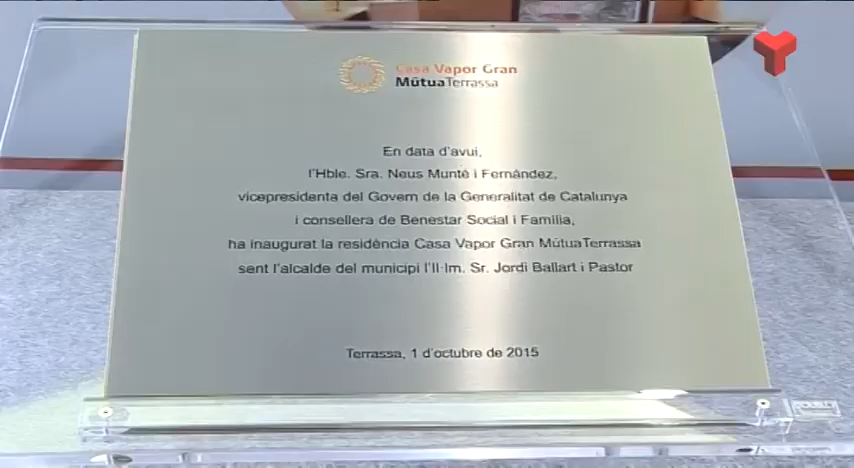 Casa Vapor Gran
MútuaTerrassa
En data d'avui,
l'Hble. Sra. Neus Munté i Fernández,
vicepresidenta del Govern de la Generalitat de Catalunya
i consellera de Benestar Social i Família,
ha inaugurat la residència Casa Vapor Gran MútuaTerrassa
sent l'alcalde del municipi l'Il·lm. Sr. Jordi Ballart i Pastor
Terrassa, 1 d'octubre de 2015